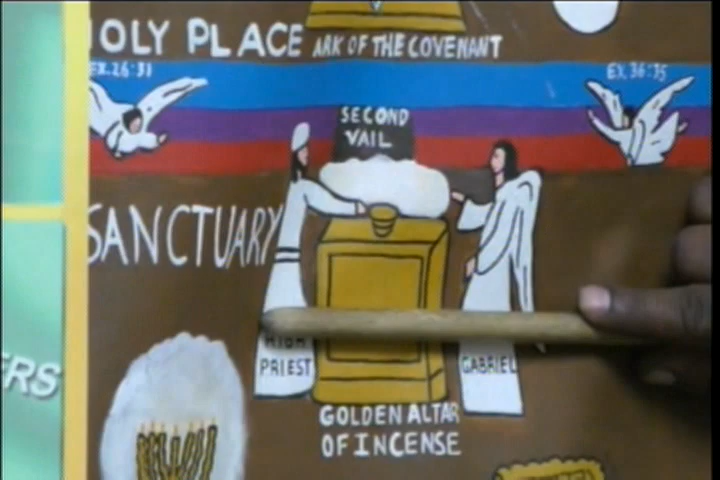 HOLY PLACE
ARK OF THE COVENANT
EX.26:31
EX.36:35
SECOND
VAIL
SANCTUARY
HIGH
PRIEST
GABRIEL
GOLDEN ALTAR
OF INCENSE
ERS